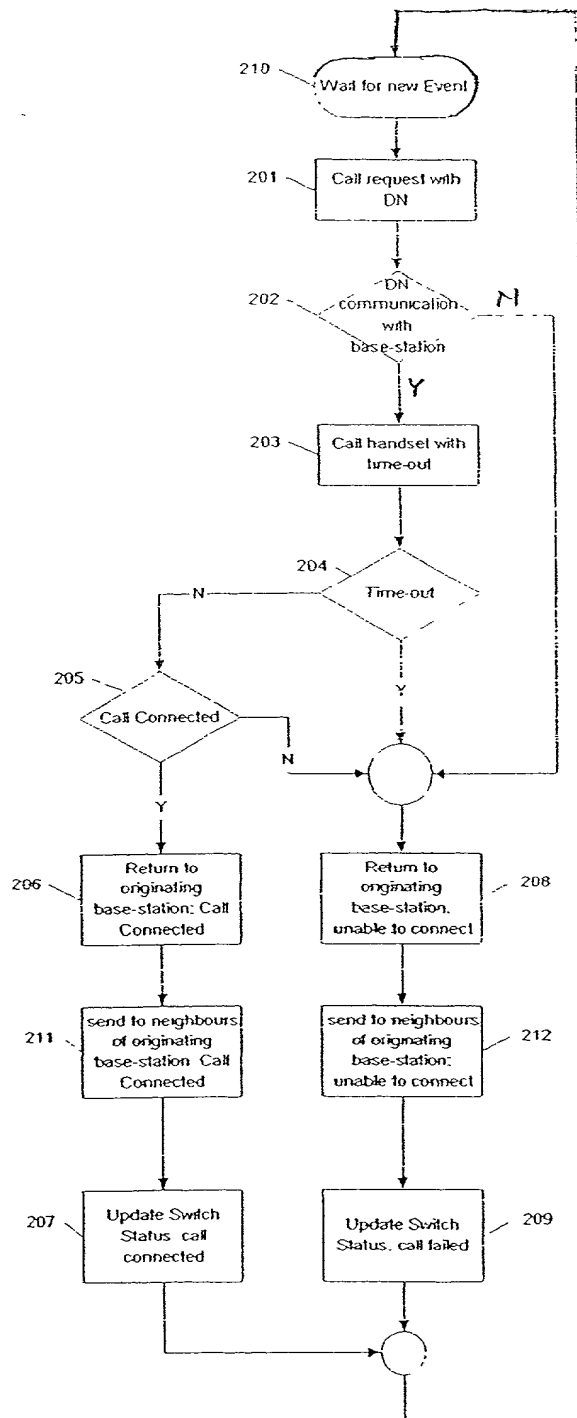 210
Wait for new Event
201
Call request with
DN
202
DN
communication
with
base-station
N
Y
203
Call handset with
time-out
204
Time-out
N
Y
205
Call Connected
N
Y
206
Return to
originating
base-station: Call
Connected
Return to
originating
base-station,
unable to connect
208
211
send to neighbours
of originating
base-station Call
Connected
send to neighbours
of originating
base-station;
unable to connect
212
207
Update Switch
Status call
connected
Update Switch
Status, call failed
209